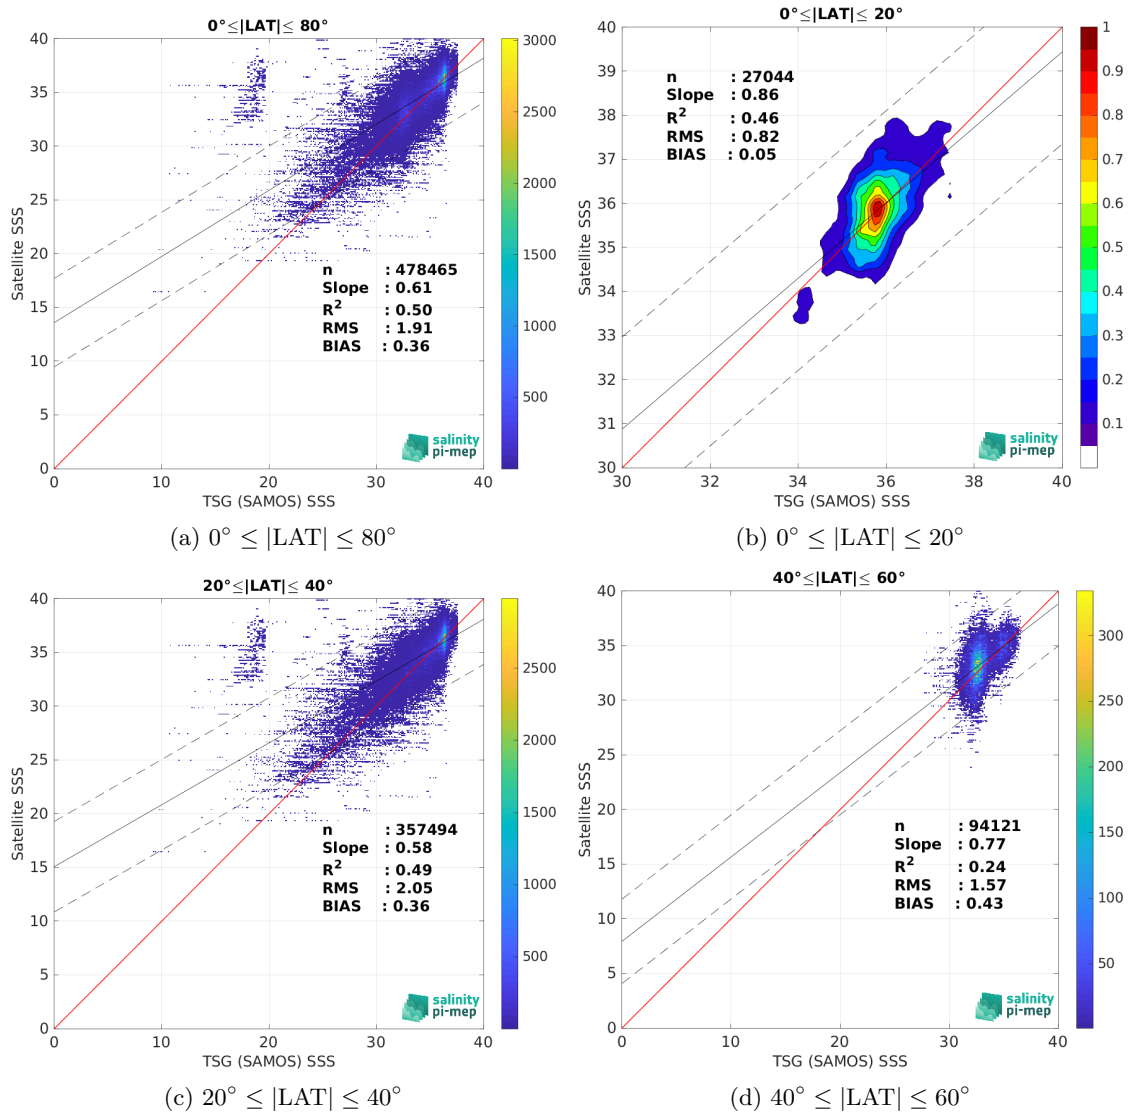 0°≤|LAT|≤ 80°
Satellite SSS
40
35
30
25
20
15
10
5
0
0 10 20 30 40
TSG (SAMOS) SSS
n : 478465
Slope : 0.61
R² : 0.50
RMS : 1.91
BIAS : 0.36
salinity
pi-mep
3000
2500
2000
1500
1000
500
(a) 0° ≤ |LAT| ≤ 80°
0°≤|LAT|≤ 20°
Satellite SSS
40
39
38
37
36
35
34
33
32
31
30
30 32 34 36 38 40
TSG (SAMOS) SSS
n : 27044
Slope : 0.86
R² : 0.46
RMS : 0.82
BIAS : 0.05
salinity
pi-mep
1
0.9
0.8
0.7
0.6
0.5
0.4
0.3
0.2
0.1
(b) 0° ≤ |LAT| ≤ 20°
20°≤|LAT|≤ 40°
Satellite SSS
40
35
30
25
20
15
10
5
0
0 10 20 30 40
TSG (SAMOS) SSS
n : 357494
Slope : 0.58
R² : 0.49
RMS : 2.05
BIAS : 0.36
salinity
pi-mep
2500
2000
1500
1000
500
(c) 20° ≤ |LAT| ≤ 40°
40°≤|LAT|≤ 60°
Satellite SSS
40
35
30
25
20
15
10
5
0
0 10 20 30 40
TSG (SAMOS) SSS
n : 94121
Slope : 0.77
R² : 0.24
RMS : 1.57
BIAS : 0.43
salinity
pi-mep
300
250
200
150
100
50
(d) 40° ≤ |LAT| ≤ 60°